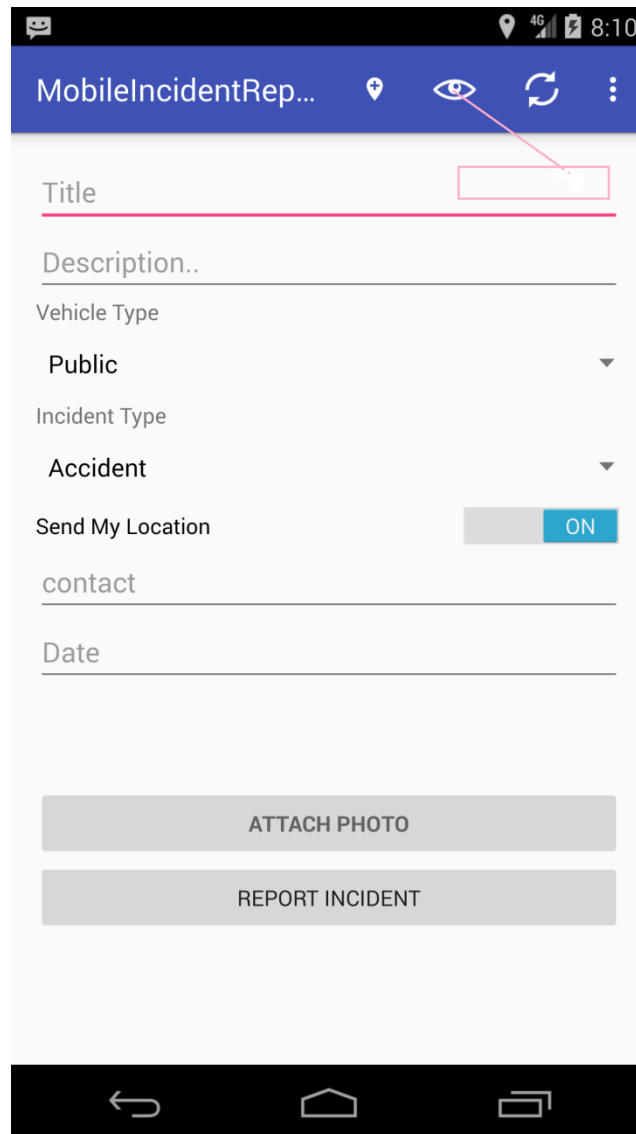 4G 8:10
MobileIncidentRep...
Title
Description..
Vehicle Type
Public
Incident Type
Accident
Send My Location ON
contact
Date
ATTACH PHOTO
REPORT INCIDENT